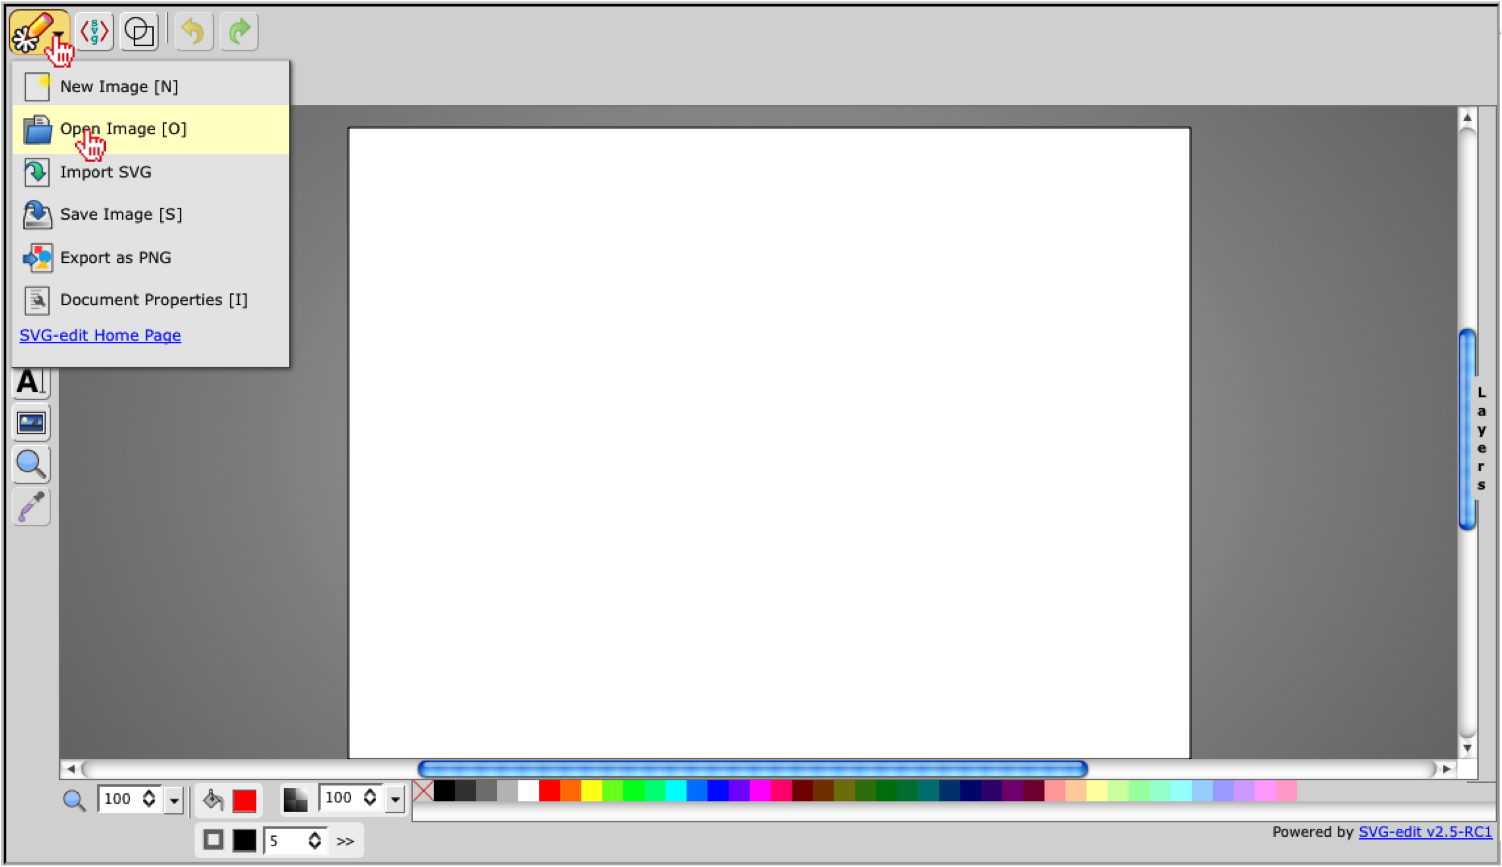 svg
New Image [N]
Open Image [O]
Import SVG
Save Image [S]
Export as PNG
Document Properties [I]
SVG-edit Home Page
A
Layers
100
100
5
>>
Powered by SVG-edit v2.5-RC1